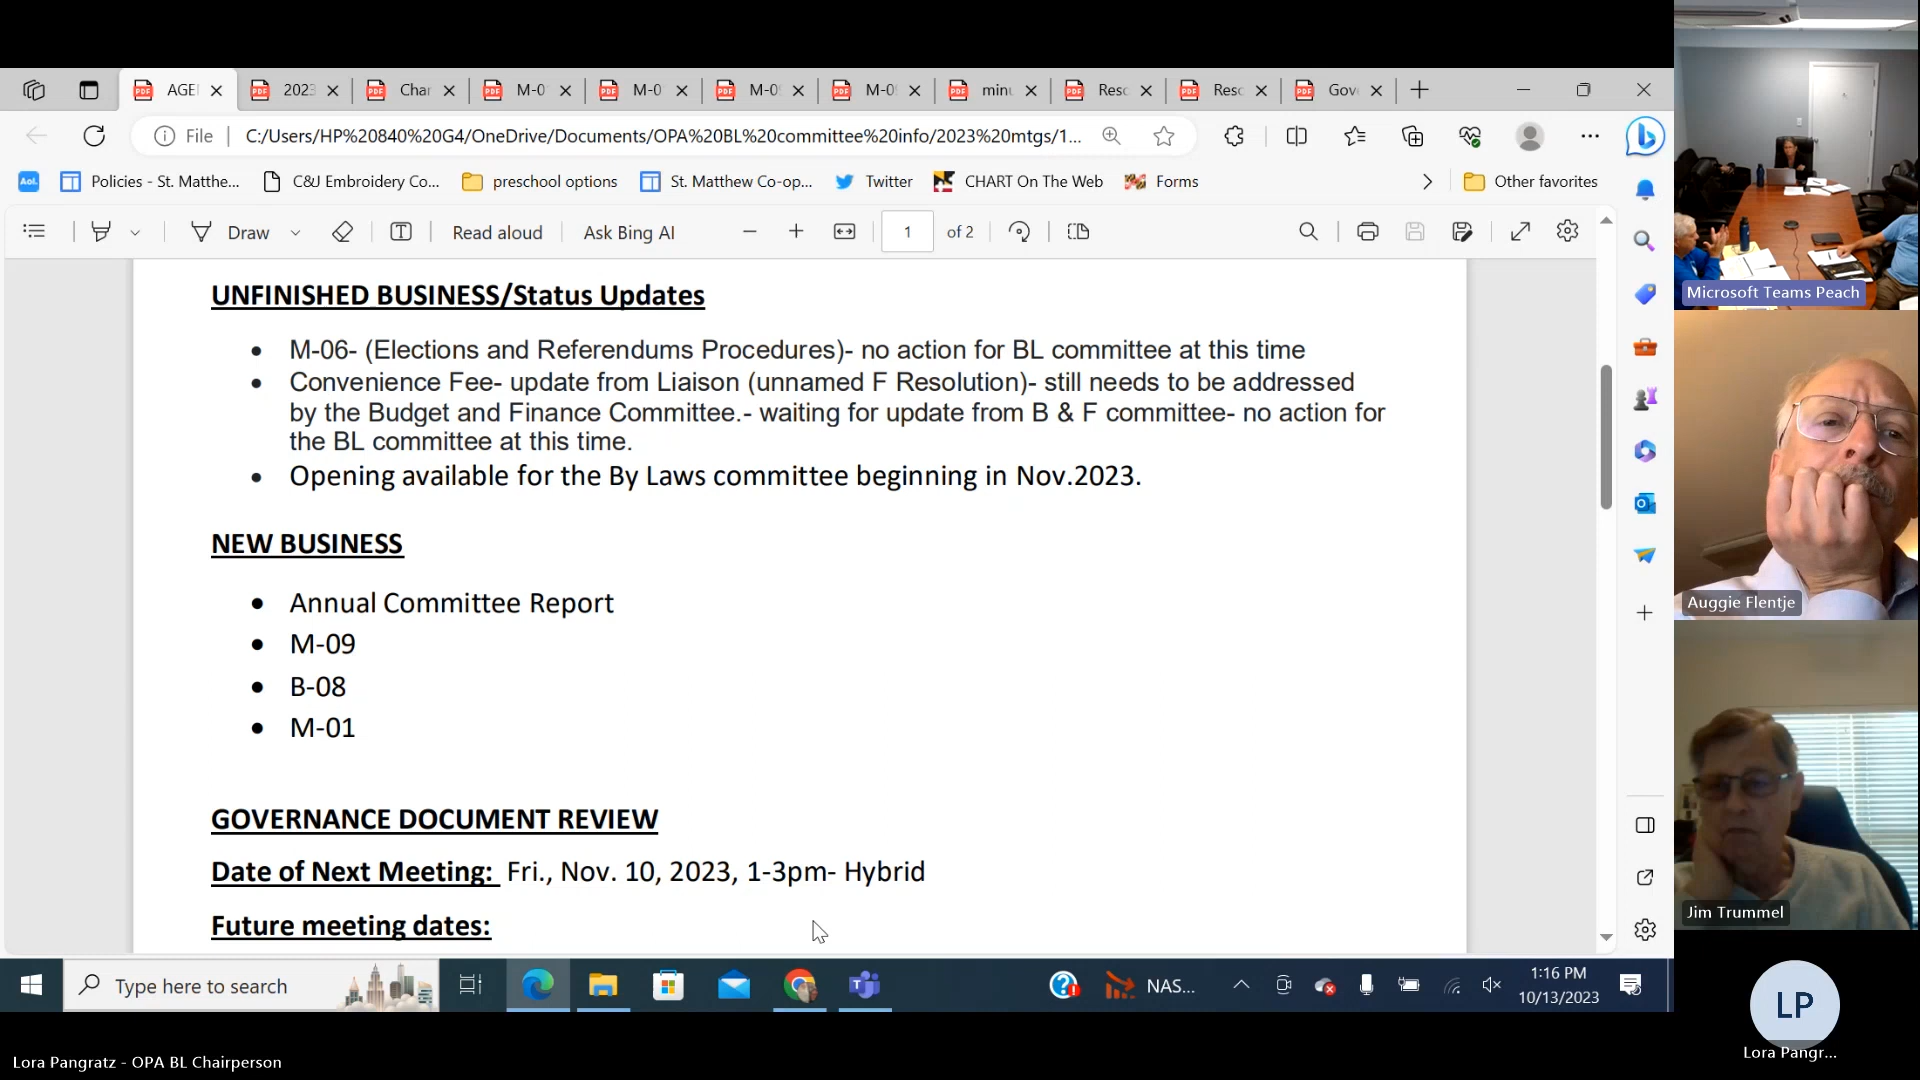 AGEI
2023
Char
M-0
M-0
M-0
M-0
minu
Reso
Reso
Gove
File
C:/Users/HP%20840%20G4/OneDrive/Documents/OPA%20BL%20committee%20info/2023%20mtgs/1...
Aol.
Policies - St. Matthe...
C&J Embroidery Co...
preschool options
St. Matthew Co-op...
Twitter
CHART On The Web
Forms
Other favorites
Draw
Read aloud
Ask Bing AI
1
of 2
UNFINISHED BUSINESS/Status Updates
• M-06- (Elections and Referendums Procedures)- no action for BL committee at this time
• Convenience Fee- update from Liaison (unnamed F Resolution)- still needs to be addressed
by the Budget and Finance Committee.- waiting for update from B & F committee- no action for
the BL committee at this time.
• Opening available for the By Laws committee beginning in Nov.2023.
NEW BUSINESS
• Annual Committee Report
• M-09
• B-08
• M-01
GOVERNANCE DOCUMENT REVIEW
Date of Next Meeting: Fri., Nov. 10, 2023, 1-3pm- Hybrid
Future meeting dates:
Type here to search
NAS...
1:16 PM
10/13/2023
Microsoft Teams Peach
Auggie Flentje
Jim Trummel
LP
Lora Pangr...
Lora Pangratz - OPA BL Chairperson